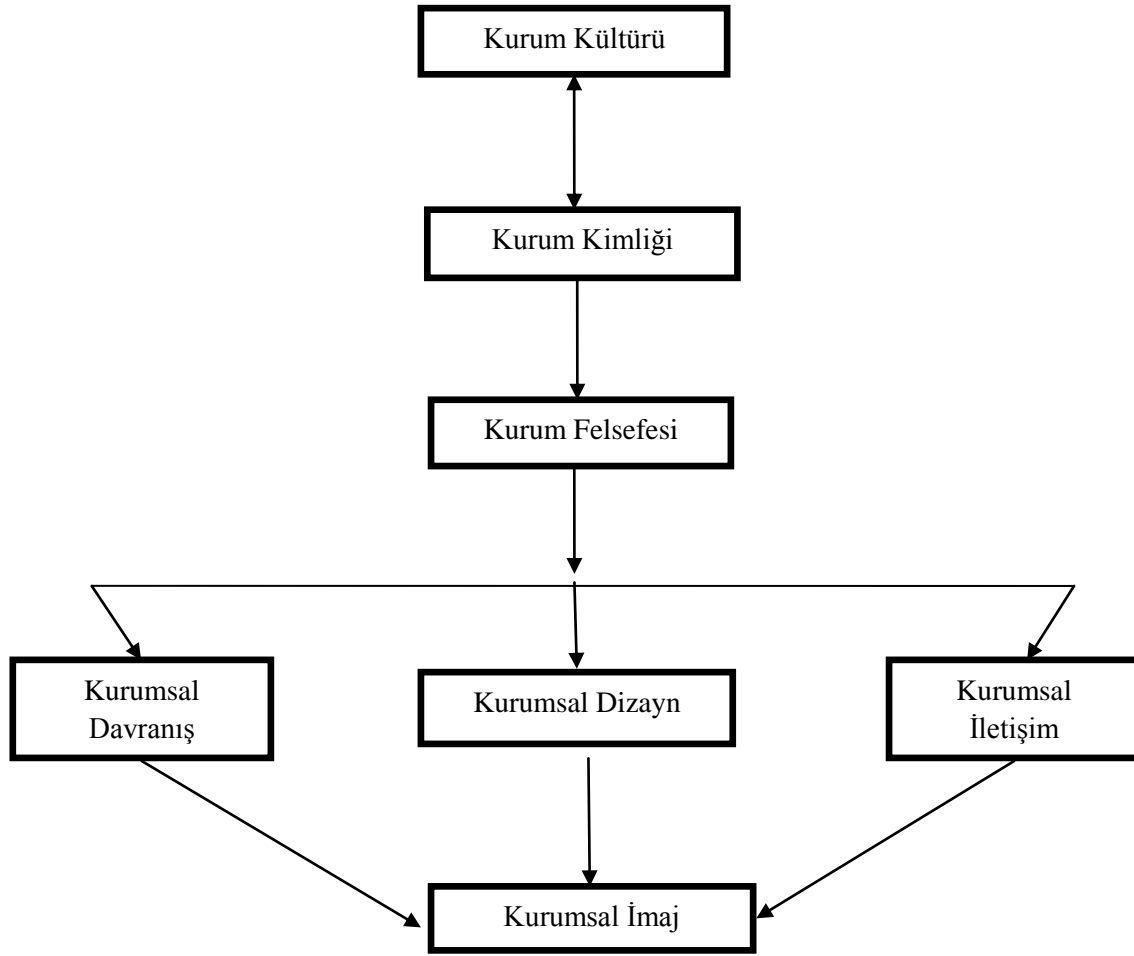 Kurum Kültürü
Kurum Kimliği
Kurum Felsefesi
Kurumsal
Davranış
Kurumsal Dizayn
Kurumsal
İletişim
Kurumsal İmaj